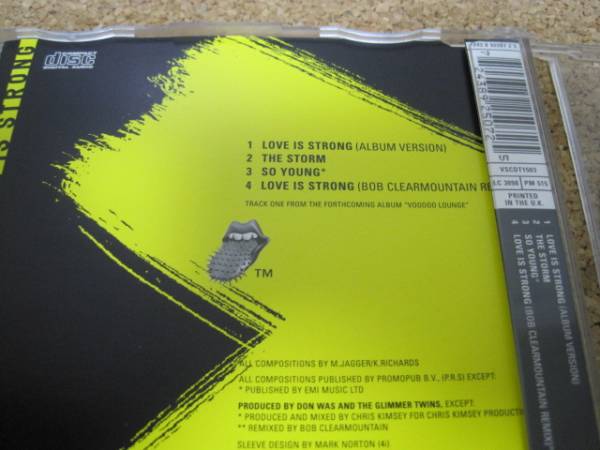 IS STRONG
COMPACT
disc
DIGITAL AUDIO
1 LOVE IS STRONG (ALBUM VERSION)
2 THE STORM
3 SO YOUNG*
4 LOVE IS STRONG (BOB CLEARMOUNTAIN RE
TRACK ONE FROM THE FORTHCOMING ALBUM "VOODOO LOUNGE"
TM
ALL COMPOSITIONS BY M.JAGGER/K.RICHARDS
ALL COMPOSITIONS PUBLISHED BY PROMOPUB B.V., (P.R.S) EXCEPT:
* PUBLISHED BY EMI MUSIC LTD
PRODUCED BY DON WAS AND THE GLIMMER TWINS, EXCEPT:
* PRODUCED AND MIXED BY CHRIS KIMSEY FOR CHRIS KIMSEY PRODUCTI
** REMIXED BY BOB CLEARMOUNTAIN
SLEEVE DESIGN BY MARK NORTON (4i)
VSCDT1503
LC 3098
PM 515
PRINTED
IN THE U.K.
1 LOVE IS STRONG (ALBUM VERSION)
2 THE STORM
3 SO YOUNG*
4 LOVE IS STRONG (BOB CLEARMOUNTAIN REMIX)*